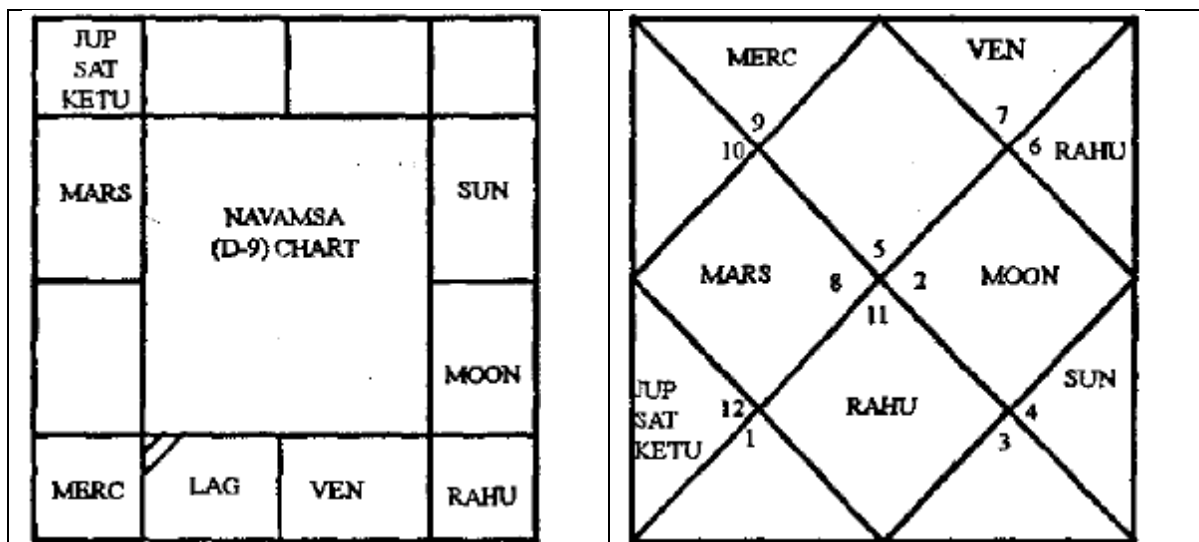 JUP
SAT
KETU
MARS
NAVAMSA
(D-9) CHART
SUN
MOON
MERC
LAG
VEN
RAHU
MERC
VEN
9
7
10
6
RAHU
5
MARS
8
2
MOON
11
JUP
SAT
KETU
12
RAHU
4
SUN
1
3